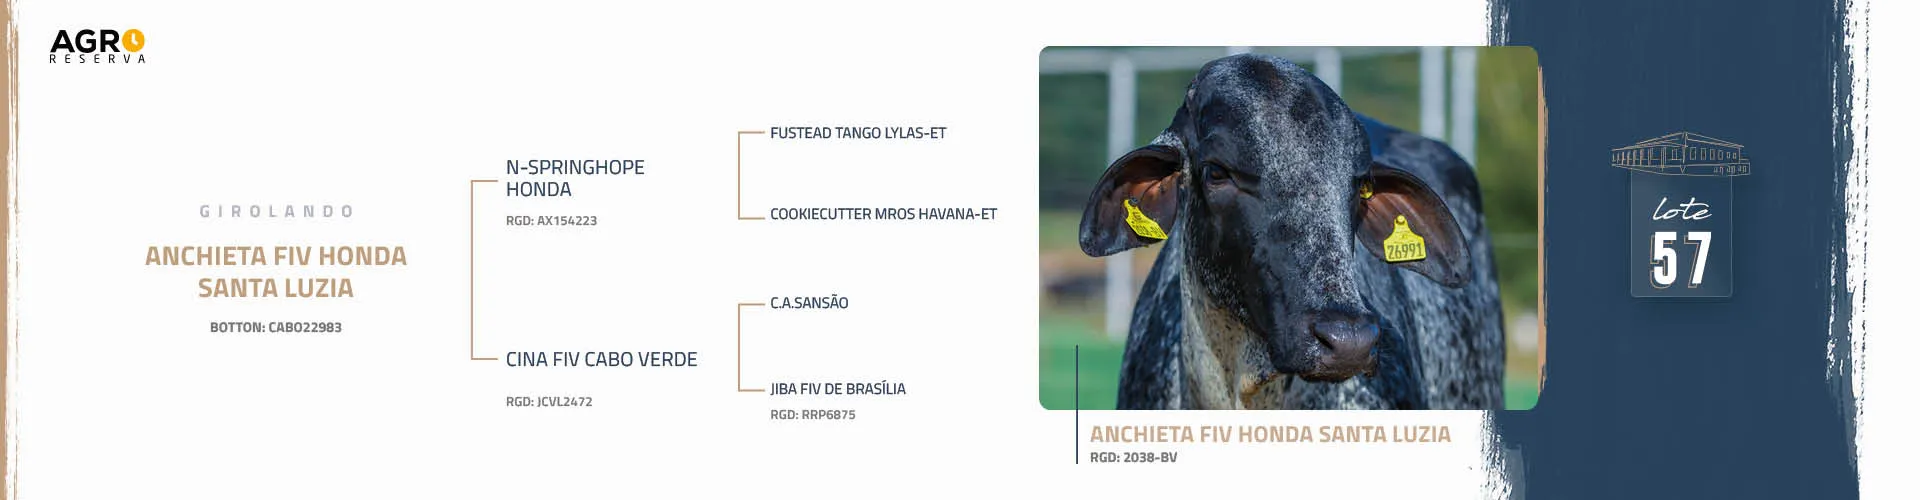 AGRO
RESERVA
GIROLANDO
ANCHIETA FIV HONDA
SANTA LUZIA
BOTTON: CABO22983
N-SPRINGHOPE
HONDA
RGD: AX154223
CINA FIV CABO VERDE
RGD: JCVL2472
FUSTEAD TANGO LYLAS-ET
COOKIECUTTER MROS HAVANA-ET
C.A.SANSÃO
JIBA FIV DE BRASÍLIA
RGD: RRP6875
26991
ANCHIETA FIV HONDA SANTA LUZIA
RGD: 2038-BV
lote
57